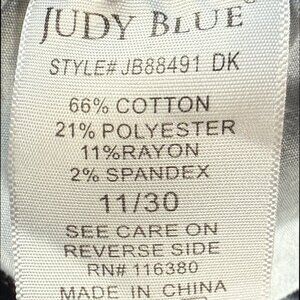 JUDY BLUE®
STYLE# JB88491 DK
66% COTTON
21% POLYESTER
11%RAYON
2% SPANDEX
11/30
SEE CARE ON
REVERSE SIDE
RN# 116380
MADE IN CHINA